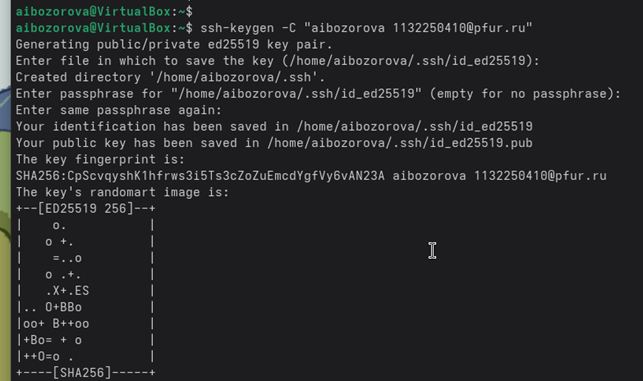 aibozorova@VirtualBox:~$
aibozorova@VirtualBox:~$ ssh-keygen -C "aibozorova 1132250410@pfur.ru"
Generating public/private ed25519 key pair.
Enter file in which to save the key (/home/aibozorova/.ssh/id_ed25519):
Created directory '/home/aibozorova/.ssh'.
Enter passphrase for "/home/aibozorova/.ssh/id_ed25519" (empty for no passphrase):
Enter same passphrase again:
Your identification has been saved in /home/aibozorova/.ssh/id_ed25519
Your public key has been saved in /home/aibozorova/.ssh/id_ed25519.pub
The key fingerprint is:
SHA256:CpScvqyshK1hfrws3i5Ts3cZoZuEmcdYgfVy6vAN23A aibozorova 1132250410@pfur.ru
The key's randomart image is:
+--[ED25519 256]--+
|    o.           |
|   o +.          |
|    =..o         |
|   o .+.         |
|   .X+.ES        |
|.. O+BBo         |
|oo+ B++oo        |
|+Bo= + o         |
|++O=o .          |
+----[SHA256]-----+